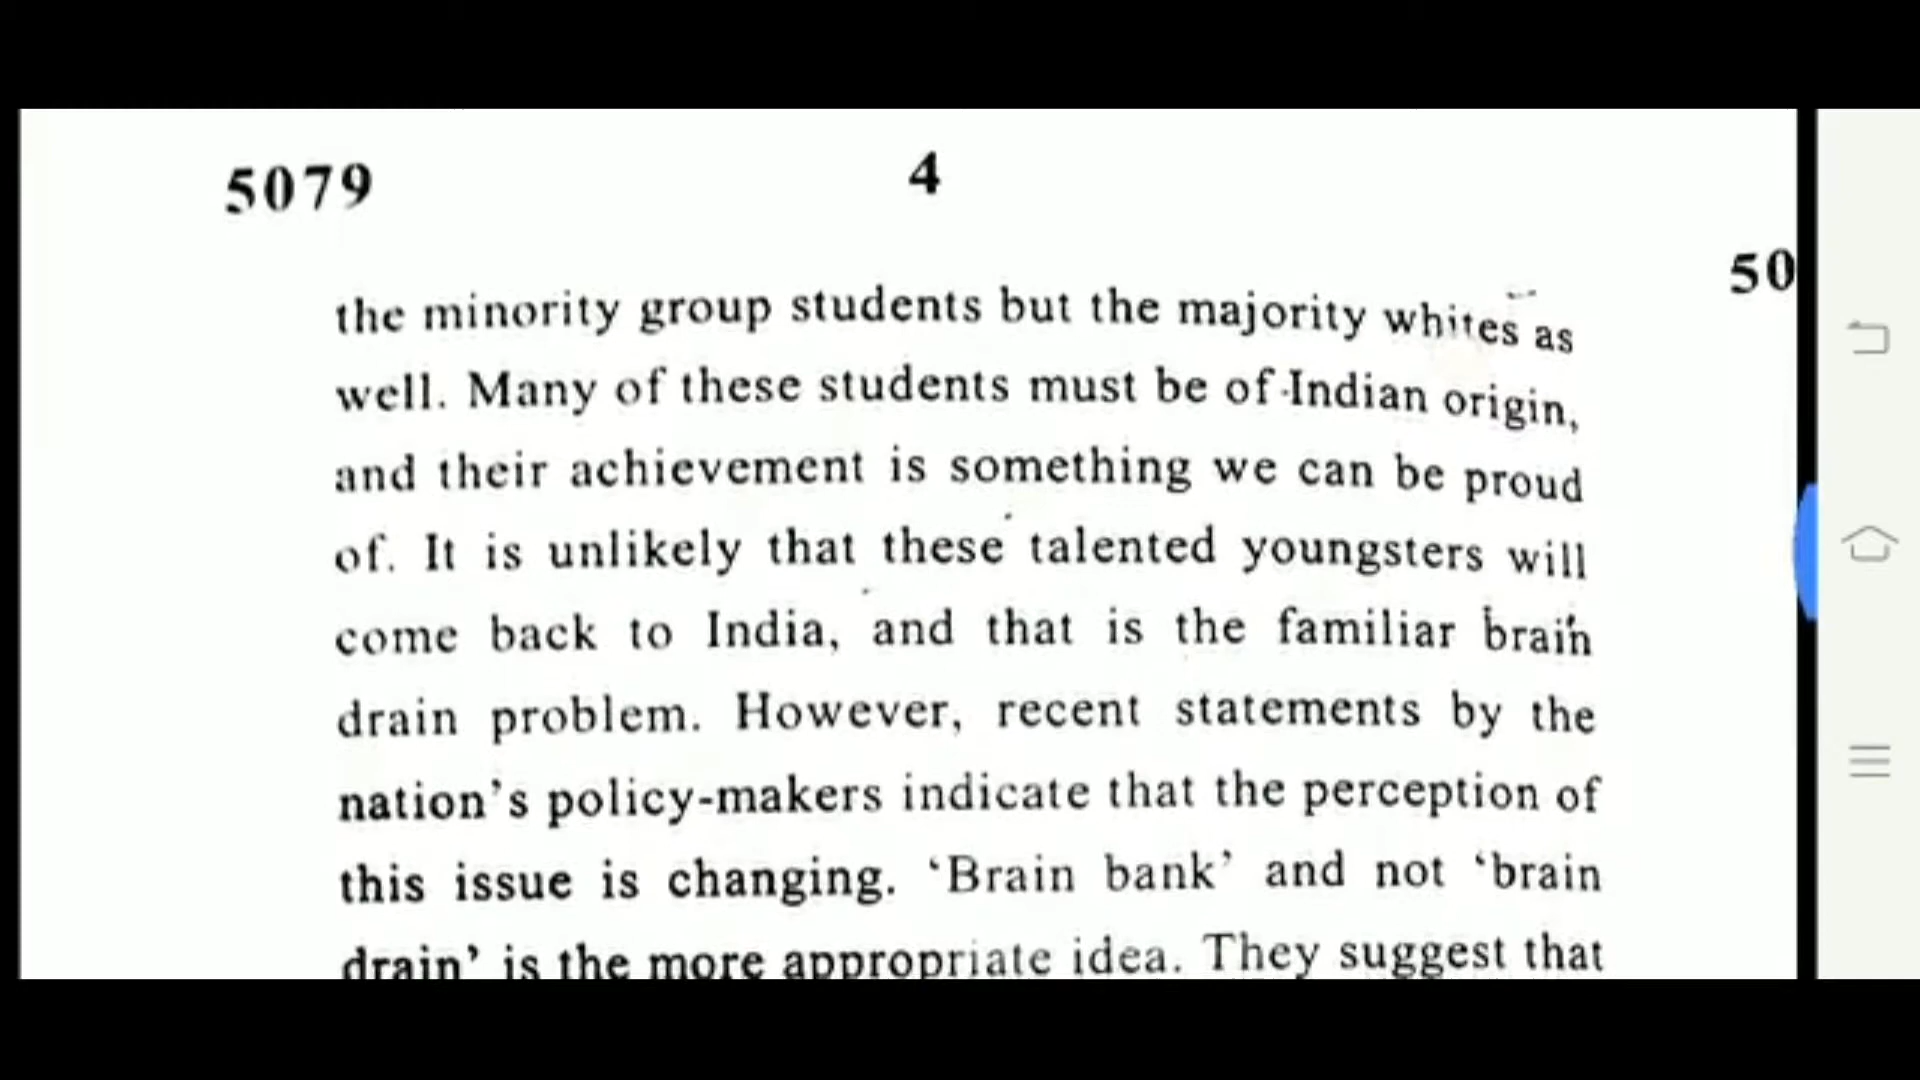 5079
4
50
the minority group students but the majority whites as
well. Many of these students must be of Indian origin,
and their achievement is something we can be proud
of. It is unlikely that these talented youngsters will
come back to India, and that is the familiar brain
drain problem. However, recent statements by the
nation's policy-makers indicate that the perception of
this issue is changing. ‘Brain bank’ and not ‘brain
drain’ is the more appropriate idea. They suggest that